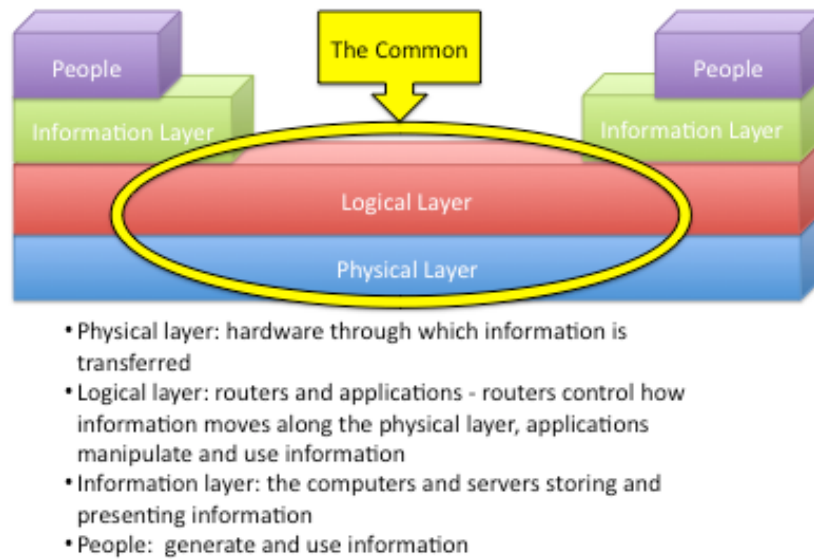 The Common
People
People
Information Layer
Information Layer
Logical Layer
Physical Layer
• Physical layer: hardware through which information is
transferred
• Logical layer: routers and applications - routers control how
information moves along the physical layer, applications
manipulate and use information
• Information layer: the computers and servers storing and
presenting information
• People:  generate and use information